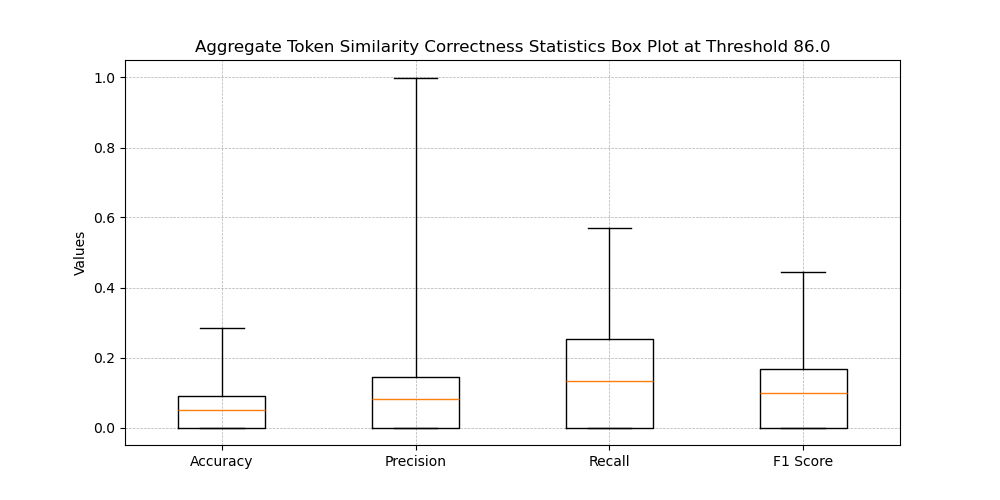 Aggregate Token Similarity Correctness Statistics Box Plot at Threshold 86.0
1.0
0.8
0.6
0.4
0.2
0.0
Values
Accuracy Precision Recall F1 Score